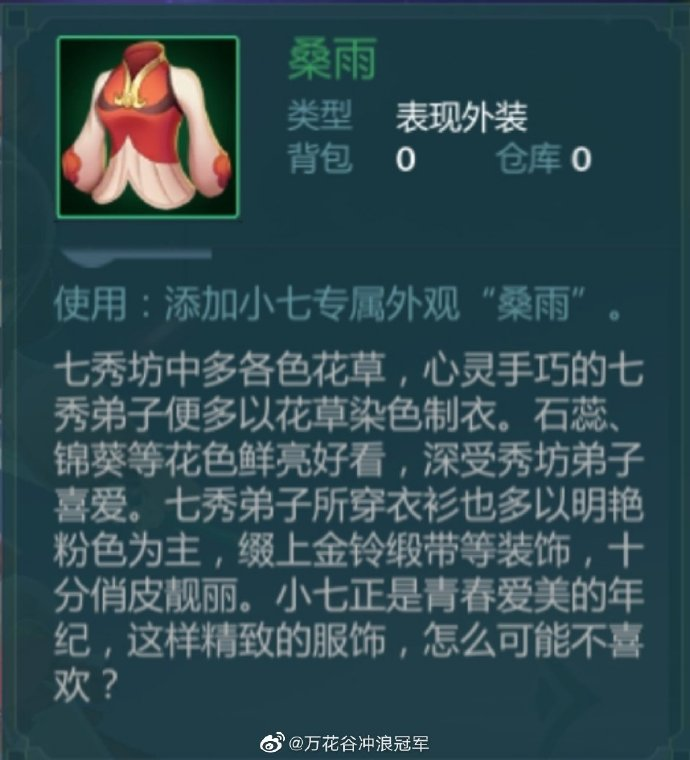 桑雨
类型 表现外装
背包 0 仓库 0
使用：添加小七专属外观“桑雨”。
七秀坊中多各色花草，心灵手巧的七
秀弟子便多以花草染色制衣。石蕊、
锦葵等花色鲜亮好看，深受秀坊弟子
喜爱。七秀弟子所穿衣衫也多以明艳
粉色为主，缀上金铃缎带等装饰，十
分俏皮靓丽。小七正是青春爱美的年
纪，这样精致的服饰，怎么可能不喜
欢？
@万花谷冲浪冠军